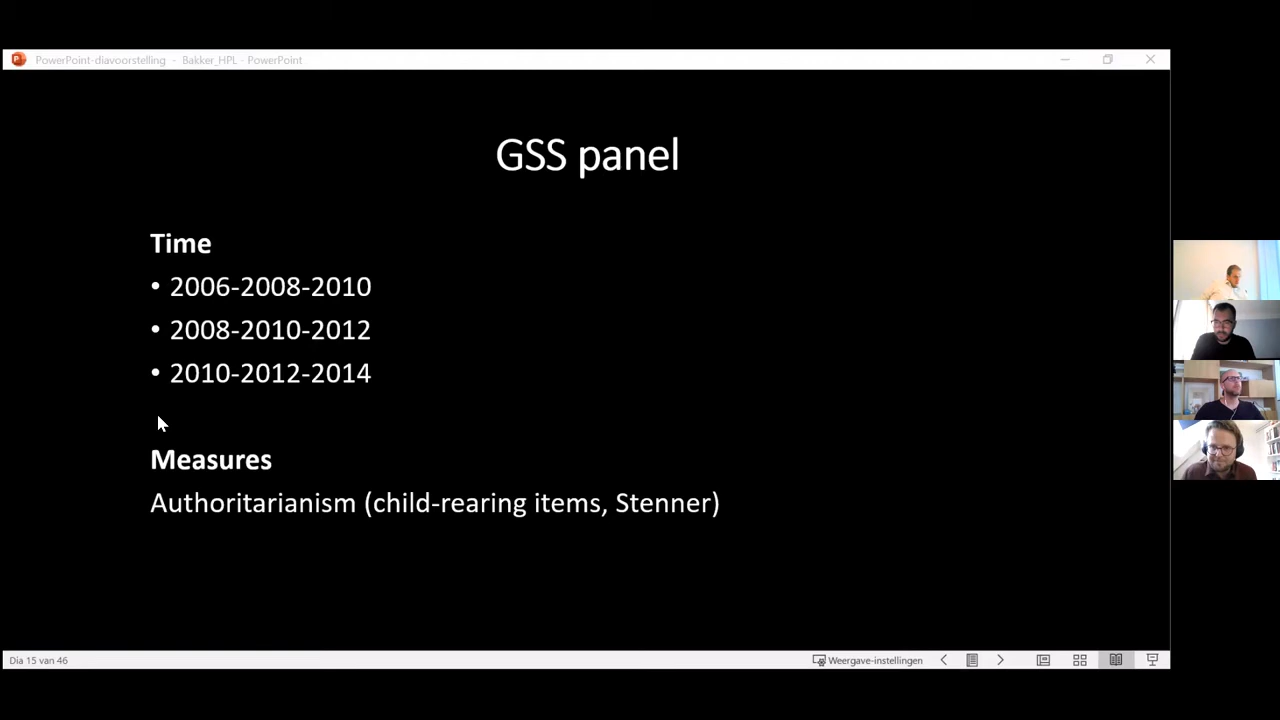 PowerPoint-diavoorstelling - Bakker_HPL - PowerPoint
GSS panel
Time
• 2006-2008-2010
• 2008-2010-2012
• 2010-2012-2014
Measures
Authoritarianism (child-rearing items, Stenner)
Dia 15 van 46
Weergave-instellingen